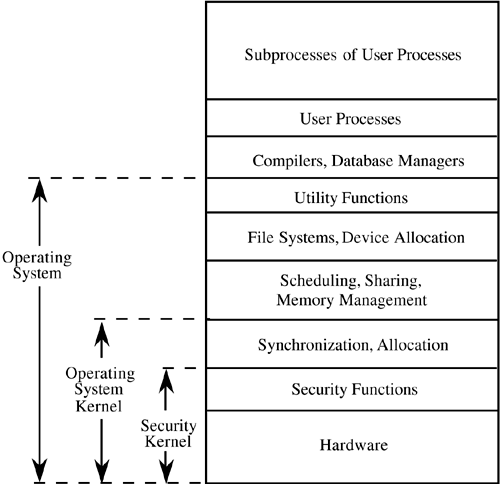 Subprocesses of User Processes
User Processes
Compilers, Database Managers
Utility Functions
File Systems, Device Allocation
Scheduling, Sharing,
Memory Management
Synchronization, Allocation
Security Functions
Hardware
Operating
System
Operating
System
Kernel
Security
Kernel